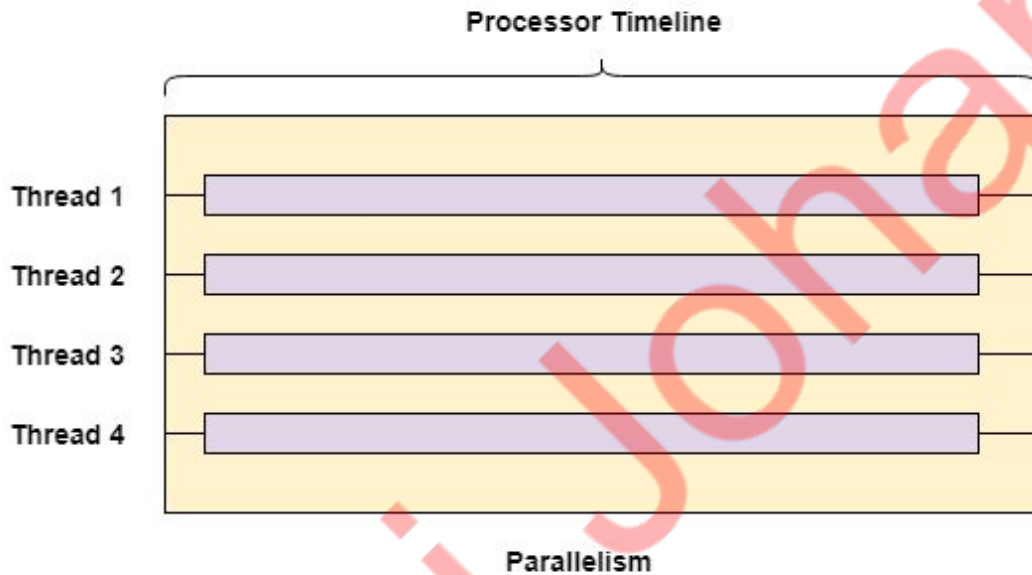 Processor Timeline
Thread 1
Thread 2
Thread 3
Thread 4
Parallelism